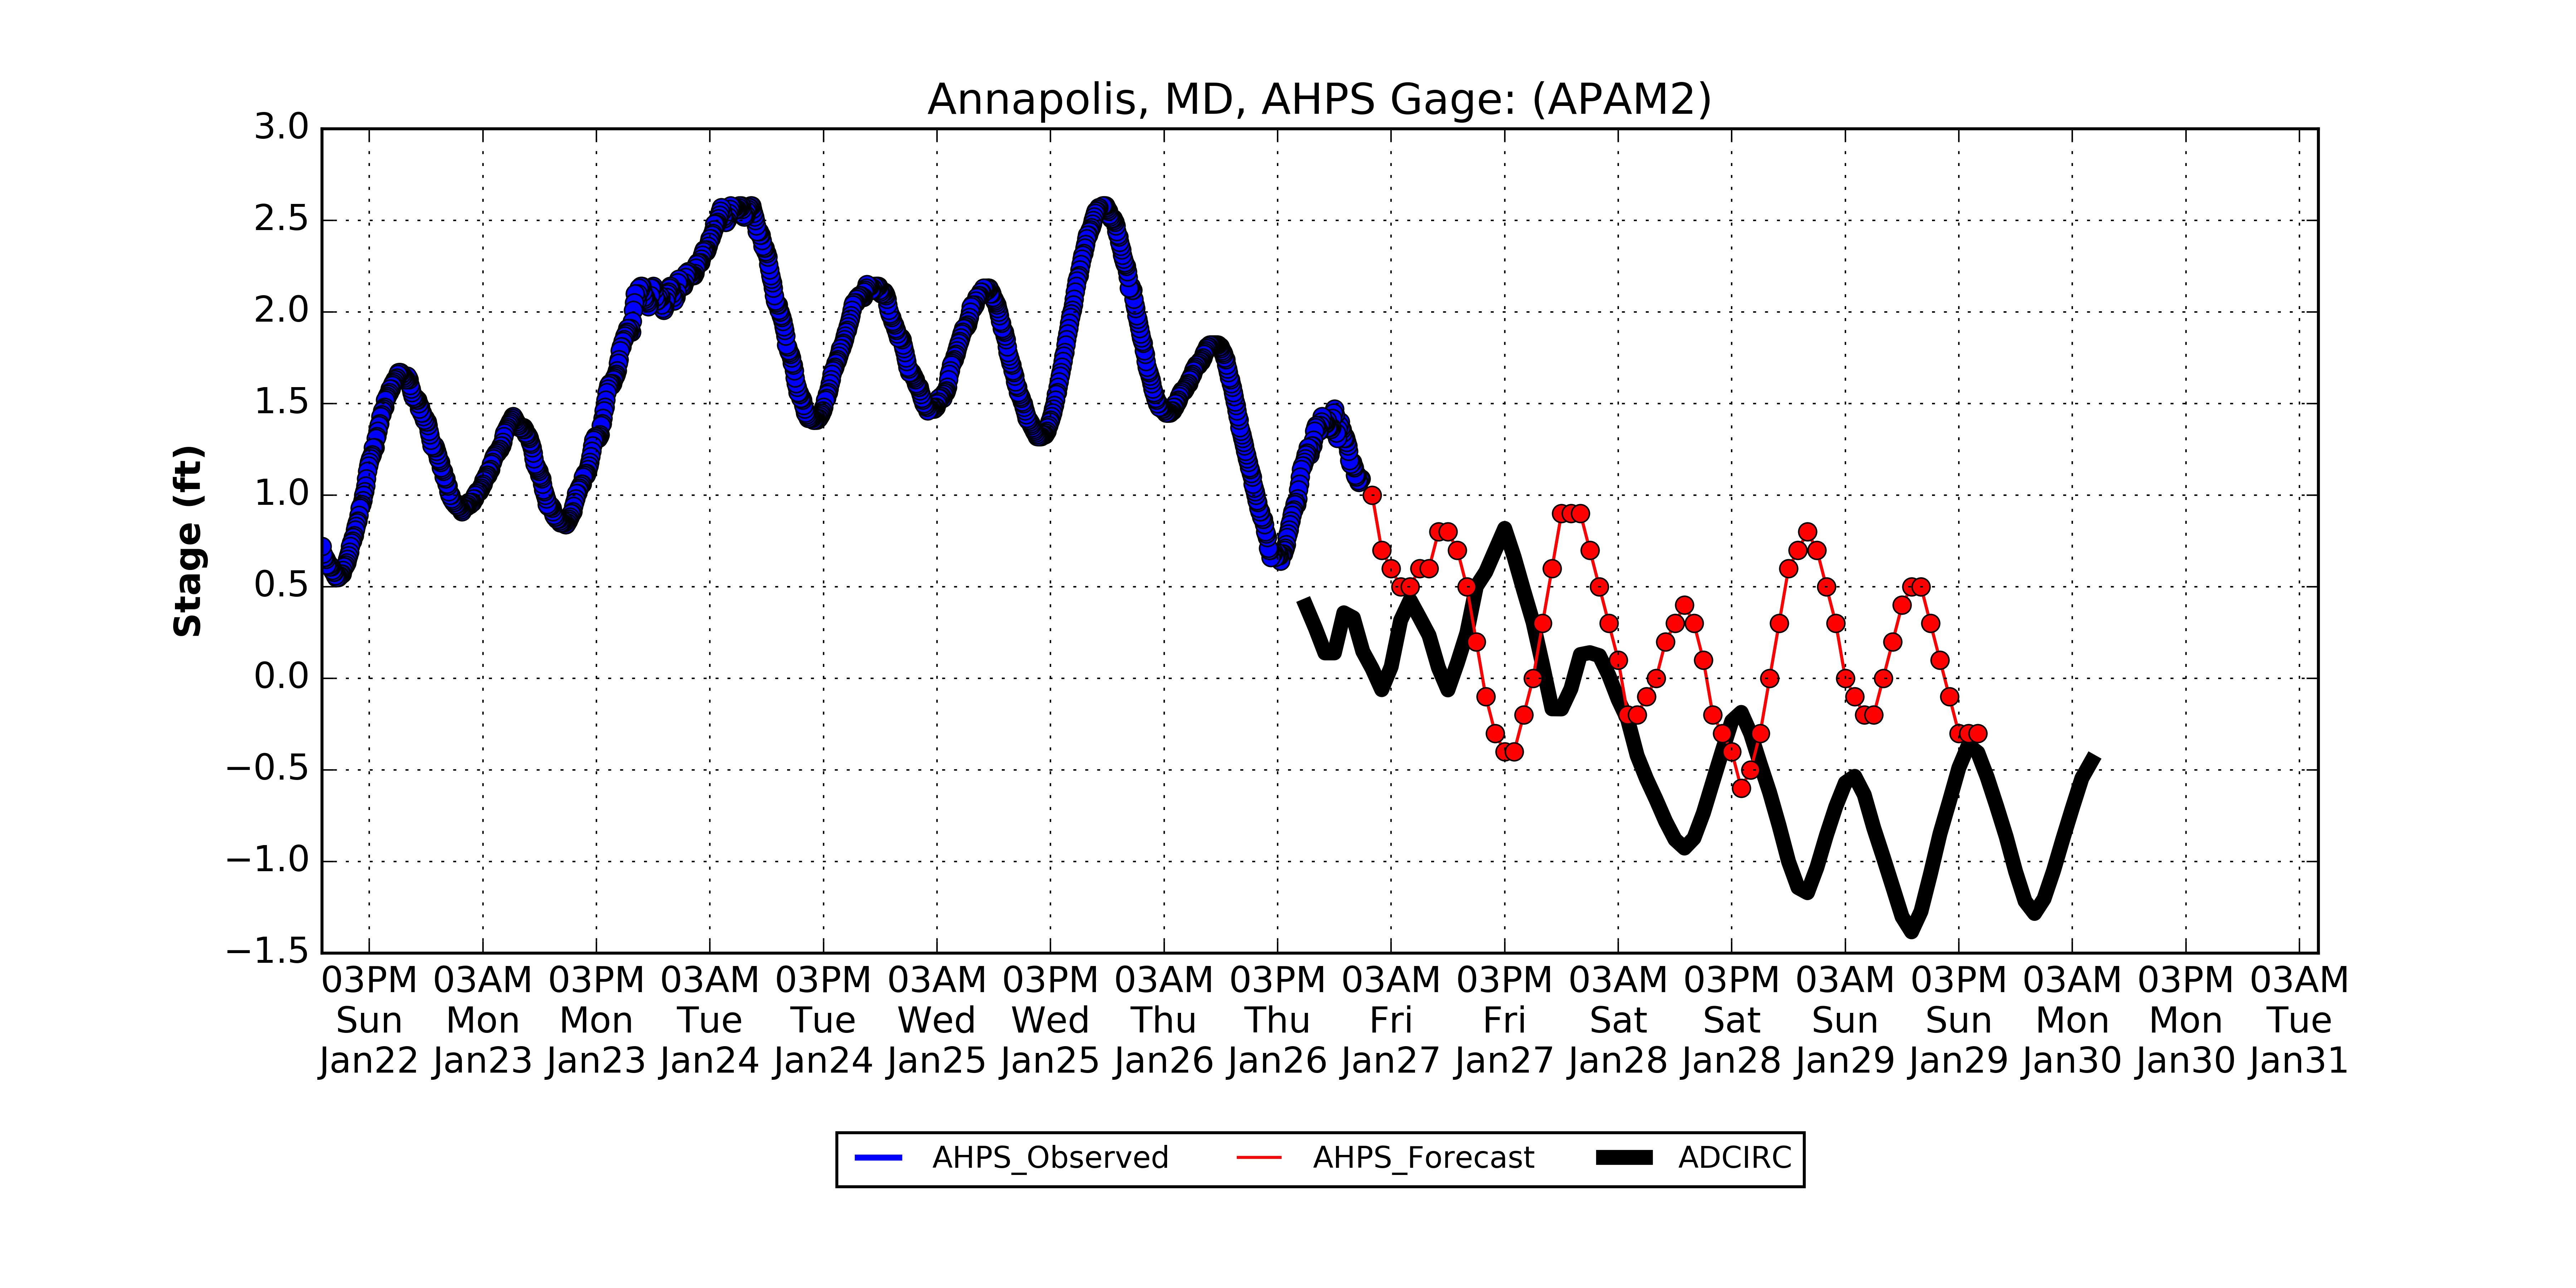 Annapolis, MD, AHPS Gage: (APAM2)
Stage (ft)
3.0
2.5
2.0
1.5
1.0
0.5
0.0
−0.5
−1.0
−1.5
03PM 03AM 03PM 03AM 03PM 03AM 03PM 03AM 03PM 03AM 03PM 03AM 03PM 03AM 03PM 03AM 03PM 03AM
Sun Mon Mon Tue Tue Wed Wed Thu Thu Fri Fri Sat Sat Sun Sun Mon Mon Tue
Jan22 Jan23 Jan23 Jan24 Jan24 Jan25 Jan25 Jan26 Jan26 Jan27 Jan27 Jan28 Jan28 Jan29 Jan29 Jan30 Jan30 Jan31
AHPS_Observed AHPS_Forecast ADCIRC